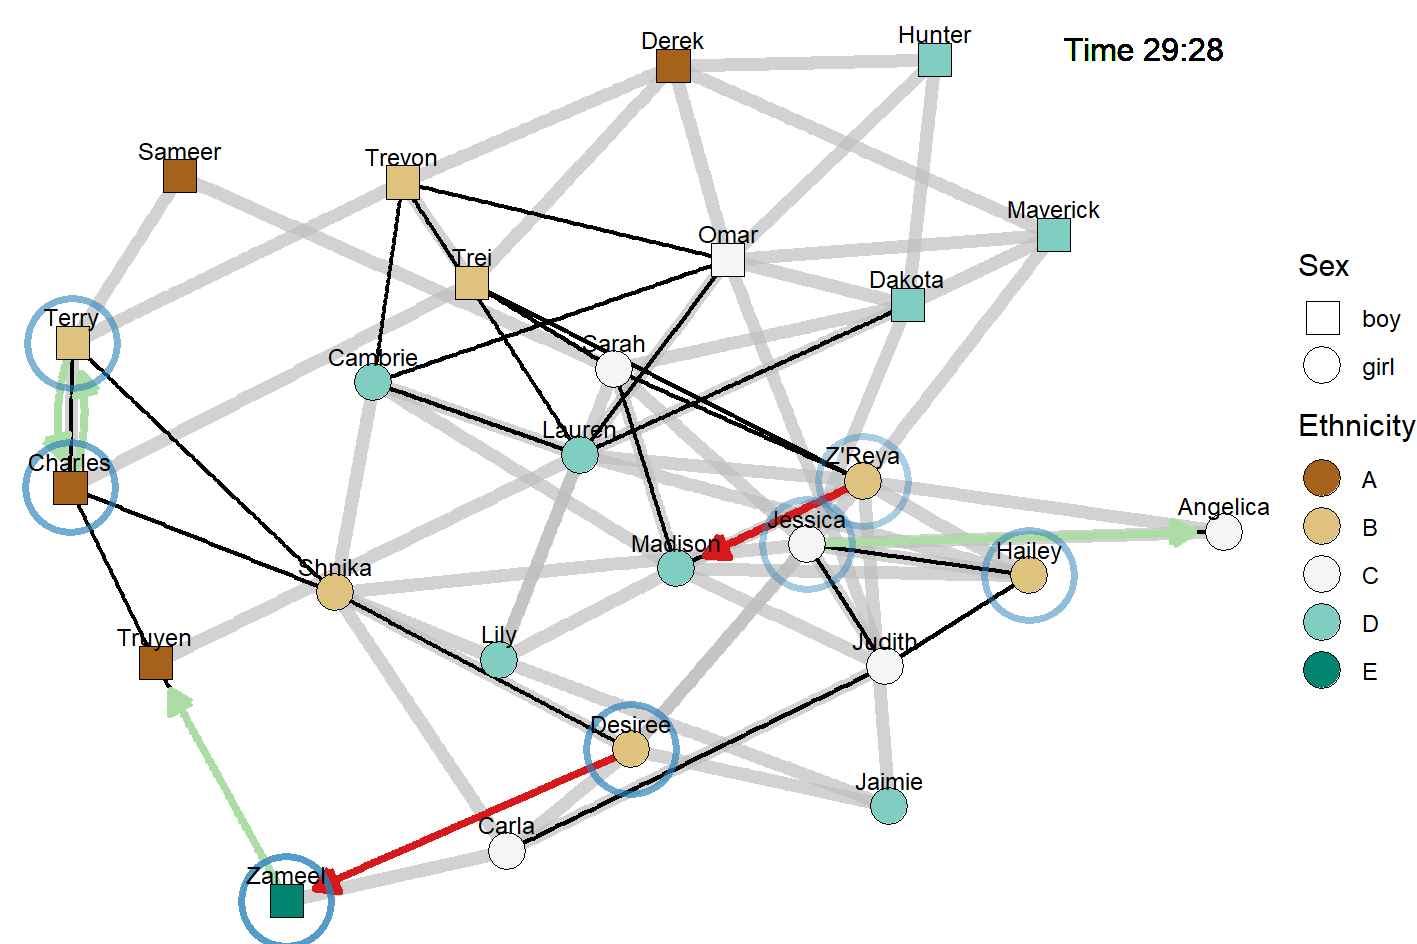 Hunter
Derek
Time 29:28
Sameer
Trevon
Maverick
Omar
Trei
Dakota
Sex
boy
girl
Terry
Sarah
Cambrie
Ethnicity
A
B
C
D
E
Lauren
Z'Reya
Charles
Angelica
Jessica
Madison
Hailey
Shnika
Truyen
Lily
Judith
Desiree
Jaimie
Carla
Zameel